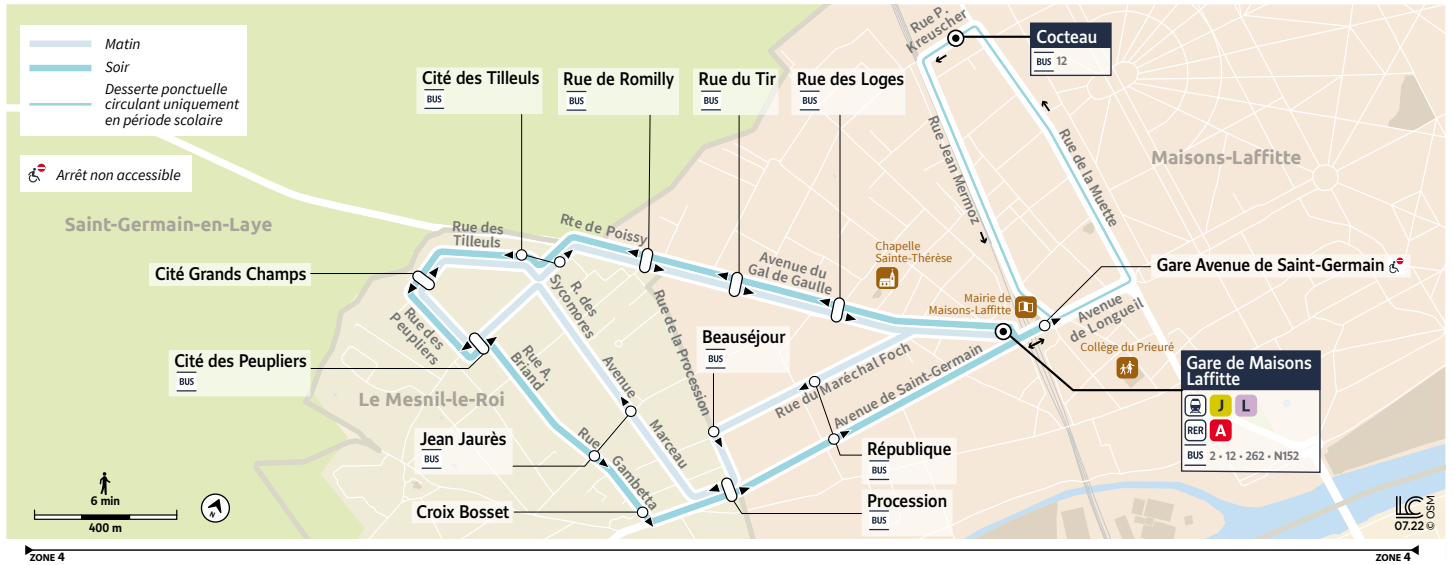 Matin
Soir
Desserte ponctuelle
circulant uniquement
en période scolaire
Arrêt non accessible
Saint-Germain-en-Laye
Maisons-Laffitte
Le Mesnil-le-Roi
Cité des Tilleuls
BUS
Rue de Romilly
BUS
Rue du Tir
BUS
Rue des Loges
BUS
Cocteau
BUS 12
Rue P.
Kreuscher
Rue Jean Mermoz
Rue de la Muette
Rue des
Tilleuls
Rte de Poissy
Avenue du
Gal de Gaulle
Chapelle
Sainte-Thérèse
Mairie de
Maisons-Laffitte
Gare Avenue de Saint-Germain
Avenue
de Longueil
Collège du Prieuré
Cité Grands Champs
Rue des
Peupliers
R. des
Sycomores
Rue de la Procession
Cité des Peupliers
BUS
Rue A.
Briand
Avenue
Marceau
Beauséjour
BUS
Rue du Maréchal Foch
Avenue de Saint-Germain
Gare de Maisons
Laffitte
J L
RER A
BUS 2 • 12 • 262 • N152
Jean Jaurès
BUS
Rue
Gambetta
République
BUS
Croix Bosset
Procession
BUS
6 min
400 m
N
LC
07.22 © OSM
ZONE 4
ZONE 4